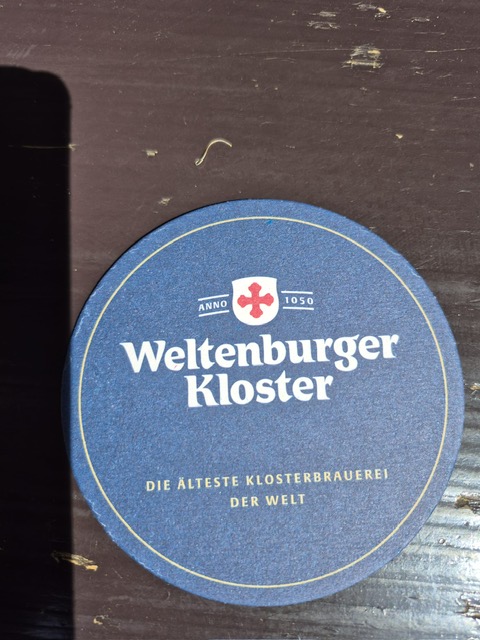 ANNO 1050
Weltenburger
Kloster
DIE ÄLTESTE KLOSTERBRAUEREI
DER WELT